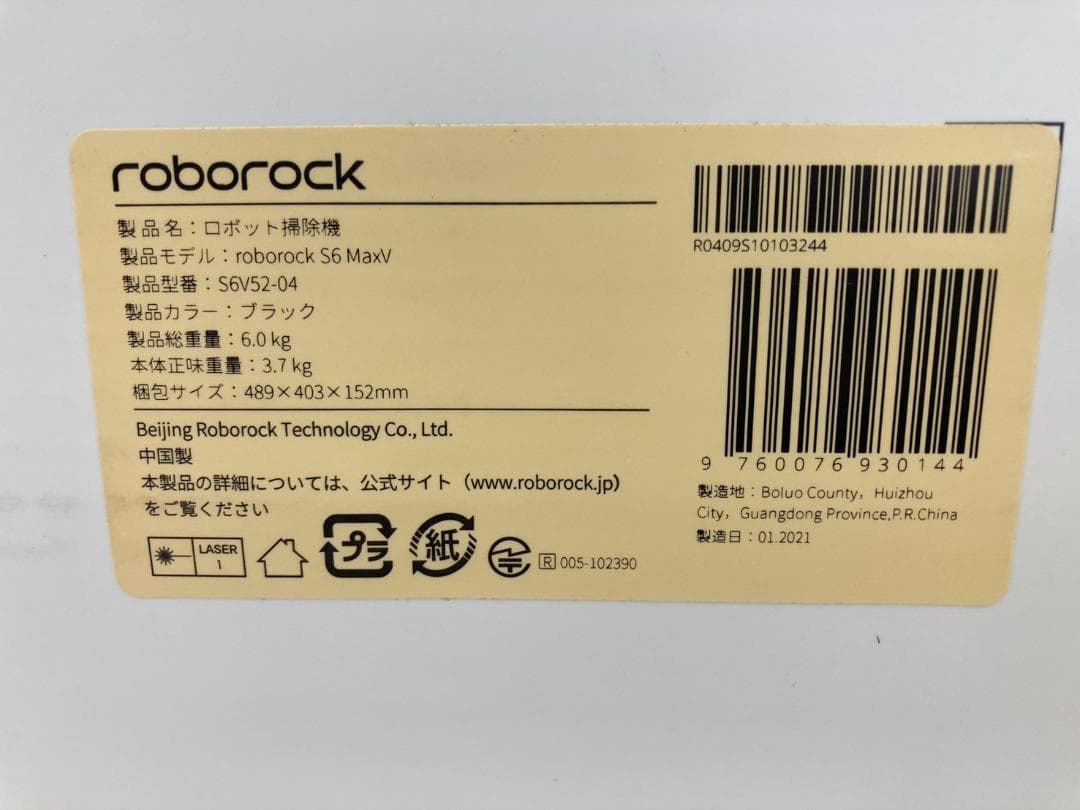 roborock
製品名：ロボット掃除機
製品モデル：roborock S6 MaxV
製品型番：S6V52-04
製品カラー：ブラック
製品総重量：6.0 kg
本体正味重量：3.7 kg
梱包サイズ：489×403×152mm
Beijing Roborock Technology Co., Ltd.
中国製
本製品の詳細については、公式サイト（www.roborock.jp）
をご覧ください
LASER
1
プラ
紙
R 005-102390
R0409S10103244
9 760076 930144
製造地：Boluo County，Huizhou
City，Guangdong Province,P.R.China
製造日：01.2021